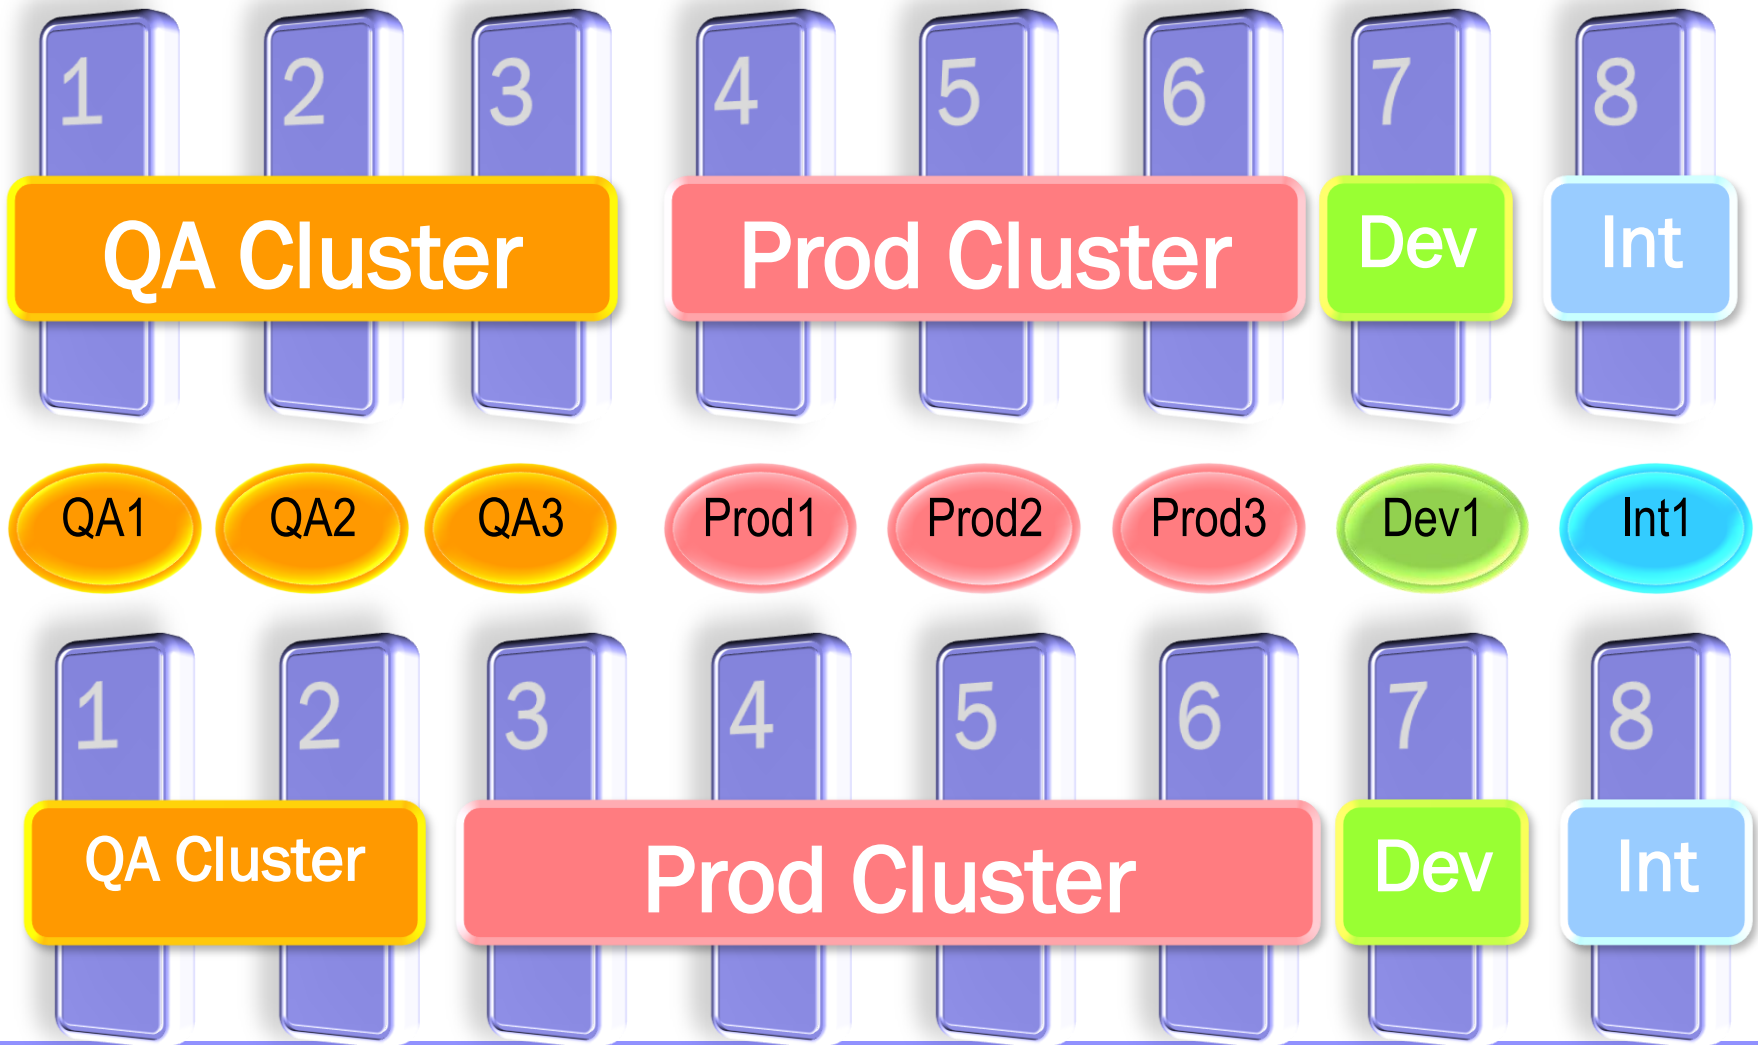 1 2 3 4 5 6 7 8
QA Cluster Prod Cluster Dev Int
QA1 QA2 QA3 Prod1 Prod2 Prod3 Dev1 Int1
1 2 3 4 5 6 7 8
QA Cluster Prod Cluster Dev Int